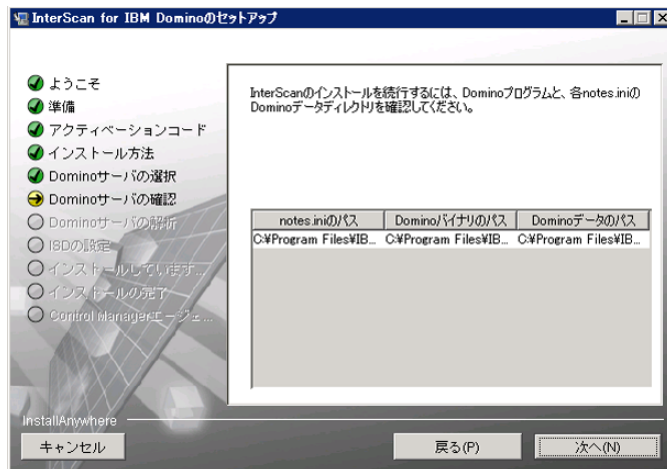 InterScan for IBM Dominoのセットアップ
ようこそ
準備
アクティベーションコード
インストール方法
Dominoサーバの選択
Dominoサーバの確認
Dominoサーバの解析
ISDの設定
インストールしています...
インストールの完了
Control Managerエージェ...
InterScanのインストールを続行するには、Dominoプログラムと、各notes.iniの
Dominoデータディレクトリを確認してください。
notes.iniのパス Dominoバイナリのパス Dominoデータのパス
C:¥Program Files¥IB... C:¥Program Files¥IB... C:¥Program Files¥IB...
InstallAnywhere
キャンセル 戻る(P) 次へ(N)